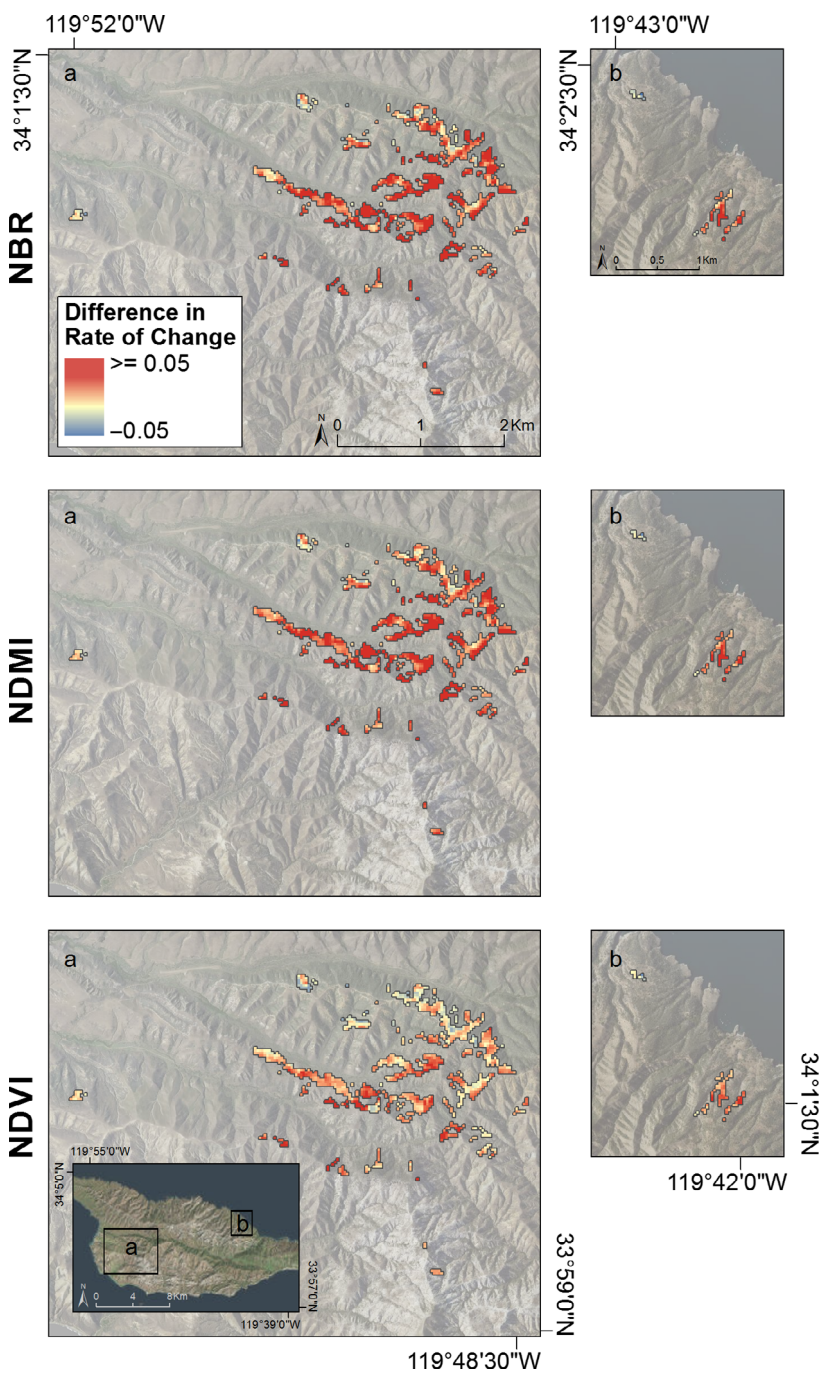 119°52'0"W
119°43'0"W
34°1'30"N
34°2'30"N
a
b
NBR
Difference in
Rate of Change
>= 0.05
−0.05
N
0
1
2 Km
N
0
0.5
1 Km
a
b
NDMI
a
b
NDVI
34°1'30"N
119°42'0"W
119°55'0"W
34°5'0"N
a
b
N
0
4
8 Km
33°57'0"N
119°39'0"W
33°59'0"N
119°48'30"W